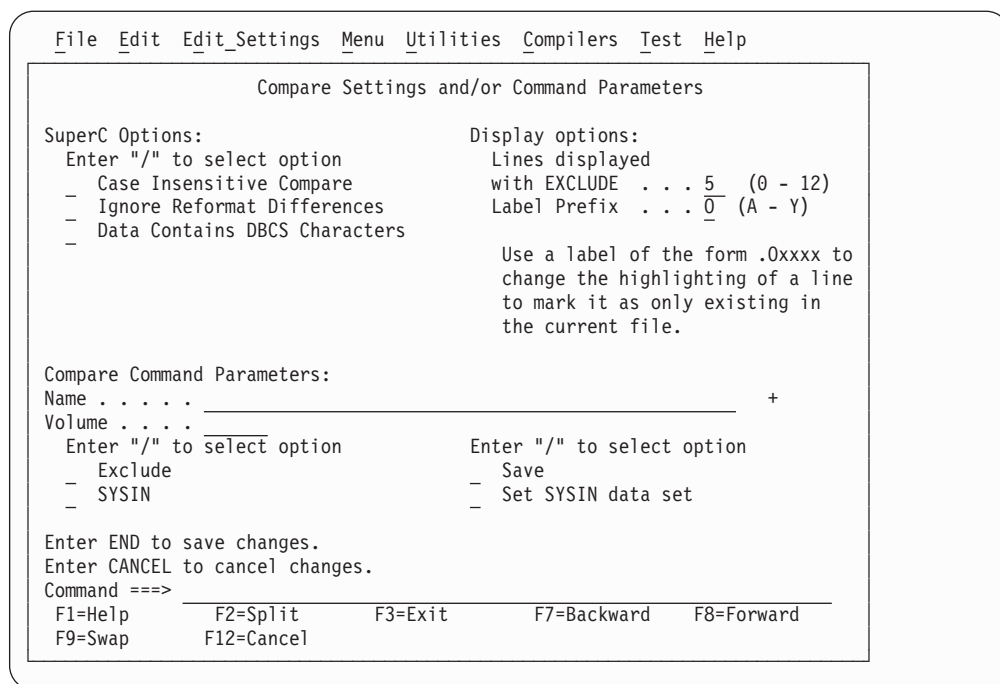 File Edit Edit_Settings Menu Utilities Compilers Test Help
Compare Settings and/or Command Parameters
SuperC Options: Display options:
Enter "/" to select option Lines displayed
_ Case Insensitive Compare with EXCLUDE . . . 5 (0 - 12)
_ Ignore Reformat Differences Label Prefix . . . O (A - Y)
_ Data Contains DBCS Characters
Use a label of the form .Oxxxx to
change the highlighting of a line
to mark it as only existing in
the current file.
Compare Command Parameters:
Name . . . . . +
Volume . . . .
Enter "/" to select option Enter "/" to select option
_ Exclude _ Save
_ SYSIN _ Set SYSIN data set
Enter END to save changes.
Enter CANCEL to cancel changes.
Command ===>
F1=Help F2=Split F3=Exit F7=Backward F8=Forward
F9=Swap F12=Cancel